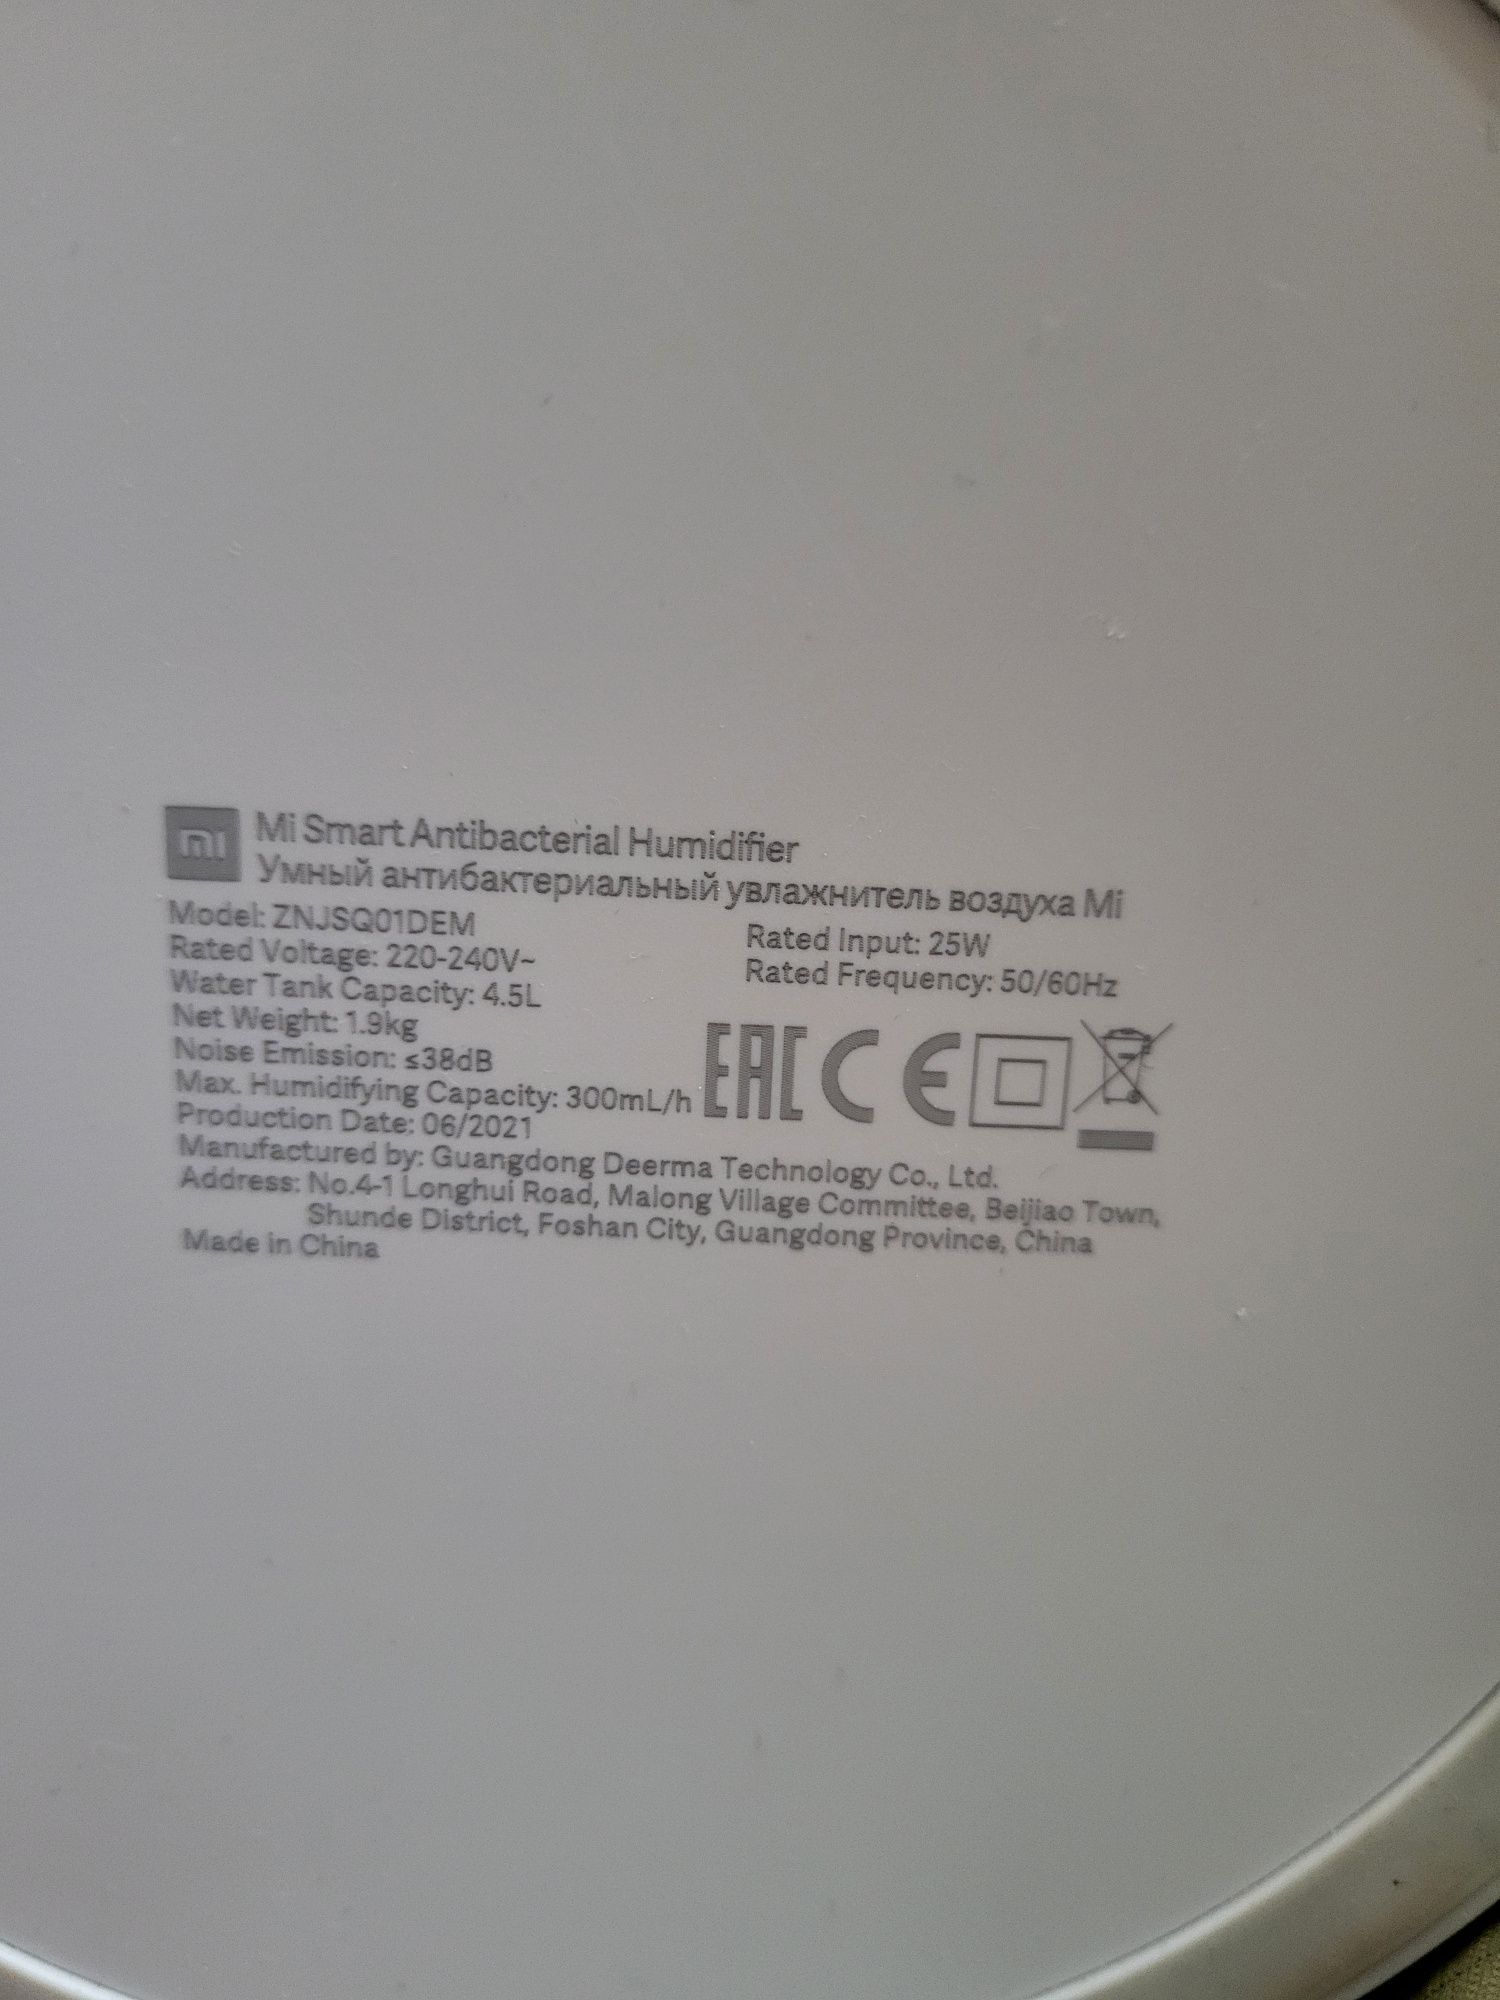 mi
Mi Smart Antibacterial Humidifier
Умный антибактериальный увлажнитель воздуха Mi
Model: ZNJSQ01DEM
Rated Voltage: 220-240V~
Rated Input: 25W
Water Tank Capacity: 4.5L
Rated Frequency: 50/60Hz
Net Weight: 1.9kg
Noise Emission: ≤38dB
Max. Humidifying Capacity: 300mL/h
EAC CE
Production Date: 06/2021
Manufactured by: Guangdong Deerma Technology Co., Ltd.
Address: No.4-1 Longhui Road, Malong Village Committee, Beijiao Town,
Shunde District, Foshan City, Guangdong Province, China
Made in China